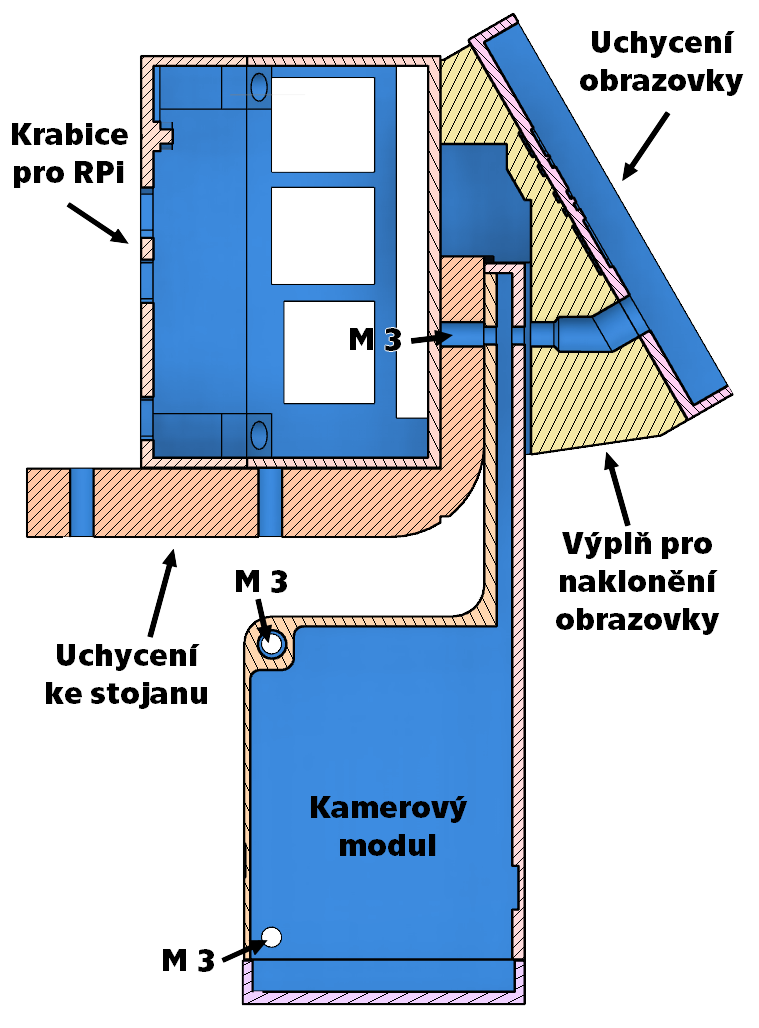 Uchycení
obrazovky
Krabice
pro RPi
M 3
Výplň pro
naklonění
obrazovky
M 3
Uchycení
ke stojanu
Kamerový
modul
M 3